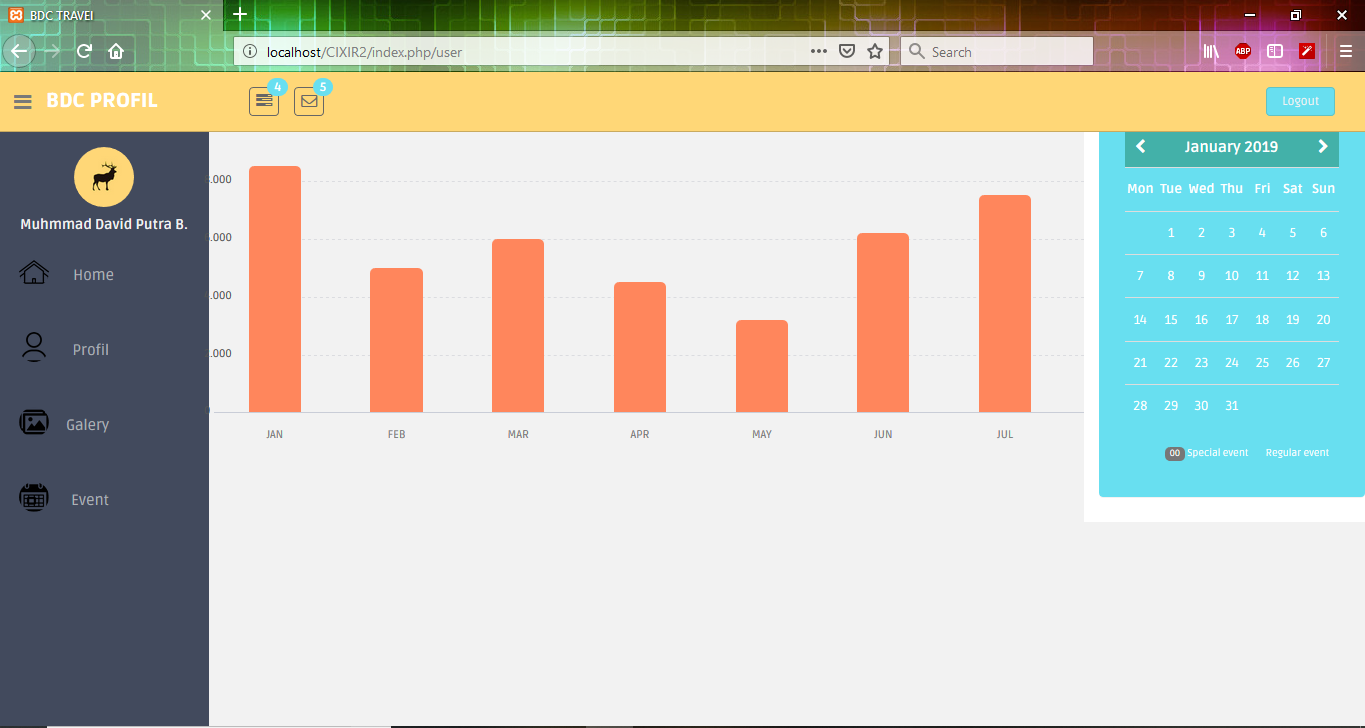 BDC TRAVEl
localhost/CIXIR2/index.php/user
Search
ABP
BDC PROFIL
4
5
Logout
Muhmmad David Putra B.
Home
Profil
Galery
Event
.000
.000
.000
.000
JAN FEB MAR APR MAY JUN JUL
January 2019
Mon Tue Wed Thu Fri Sat Sun
1 2 3 4 5 6
7 8 9 10 11 12 13
14 15 16 17 18 19 20
21 22 23 24 25 26 27
28 29 30 31
00 Special event Regular event